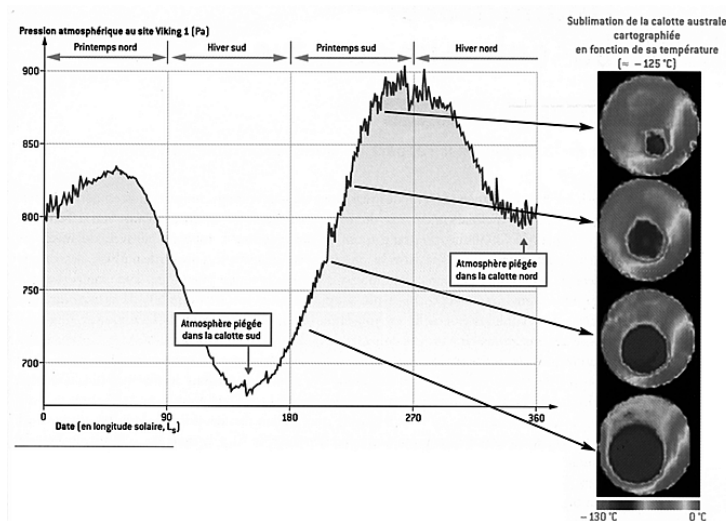 Pression atmosphérique au site Viking 1 (Pa)
Printemps nord
Hiver sud
Printemps sud
Hiver nord
900
850
800
750
700
0
90
180
270
360
Date (en longitude solaire, Ls)
Atmosphère piégée
dans la calotte sud
Atmosphère piégée
dans la calotte nord
Sublimation de la calotte australe
cartographiée
en fonction de sa température
(≈ – 125 °C)
– 130 °C
0 °C